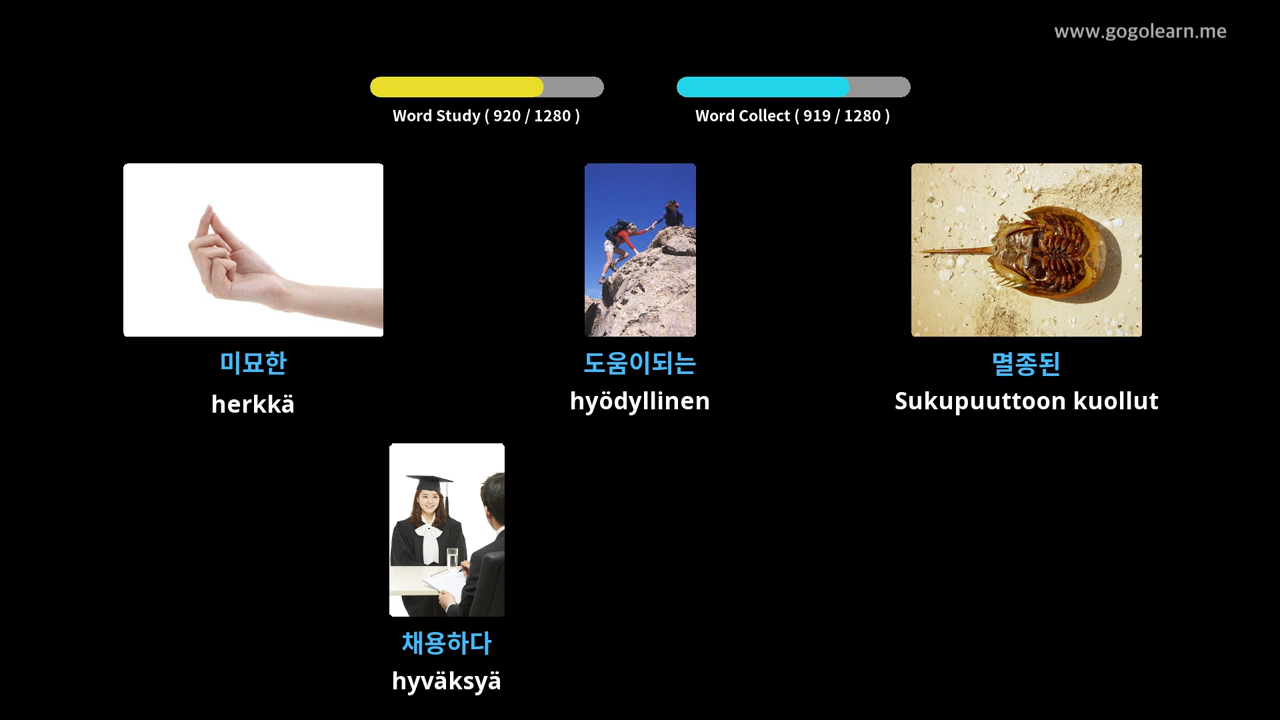 www.gogolearn.me
Word Study ( 920 / 1280 )
Word Collect ( 919 / 1280 )
미묘한
herkkä
도움이되는
hyödyllinen
멸종된
Sukupuuttoon kuollut
채용하다
hyväksyä